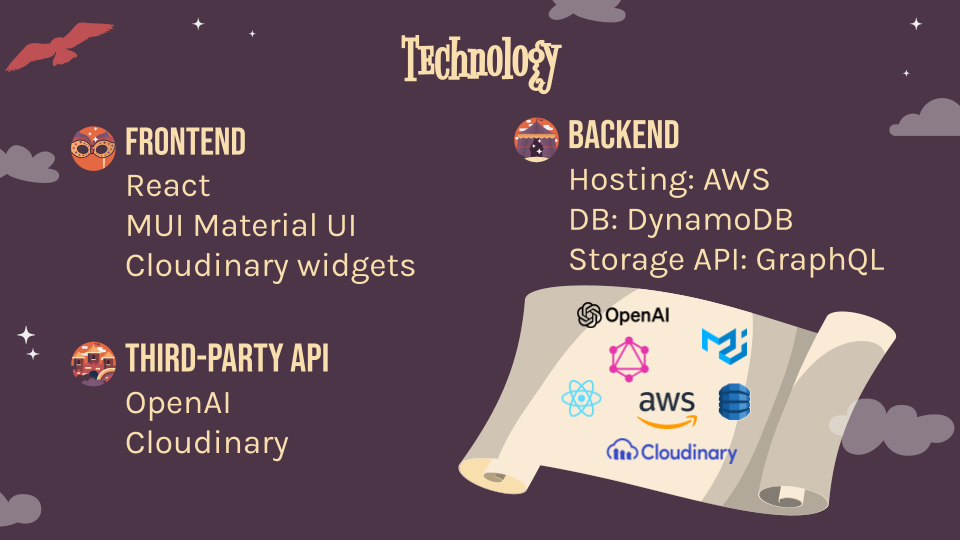 Technology
FRONTEND
React
MUI Material UI
Cloudinary widgets
THIRD-PARTY API
OpenAI
Cloudinary
BACKEND
Hosting: AWS
DB: DynamoDB
Storage API: GraphQL
OpenAI
aws
Cloudinary